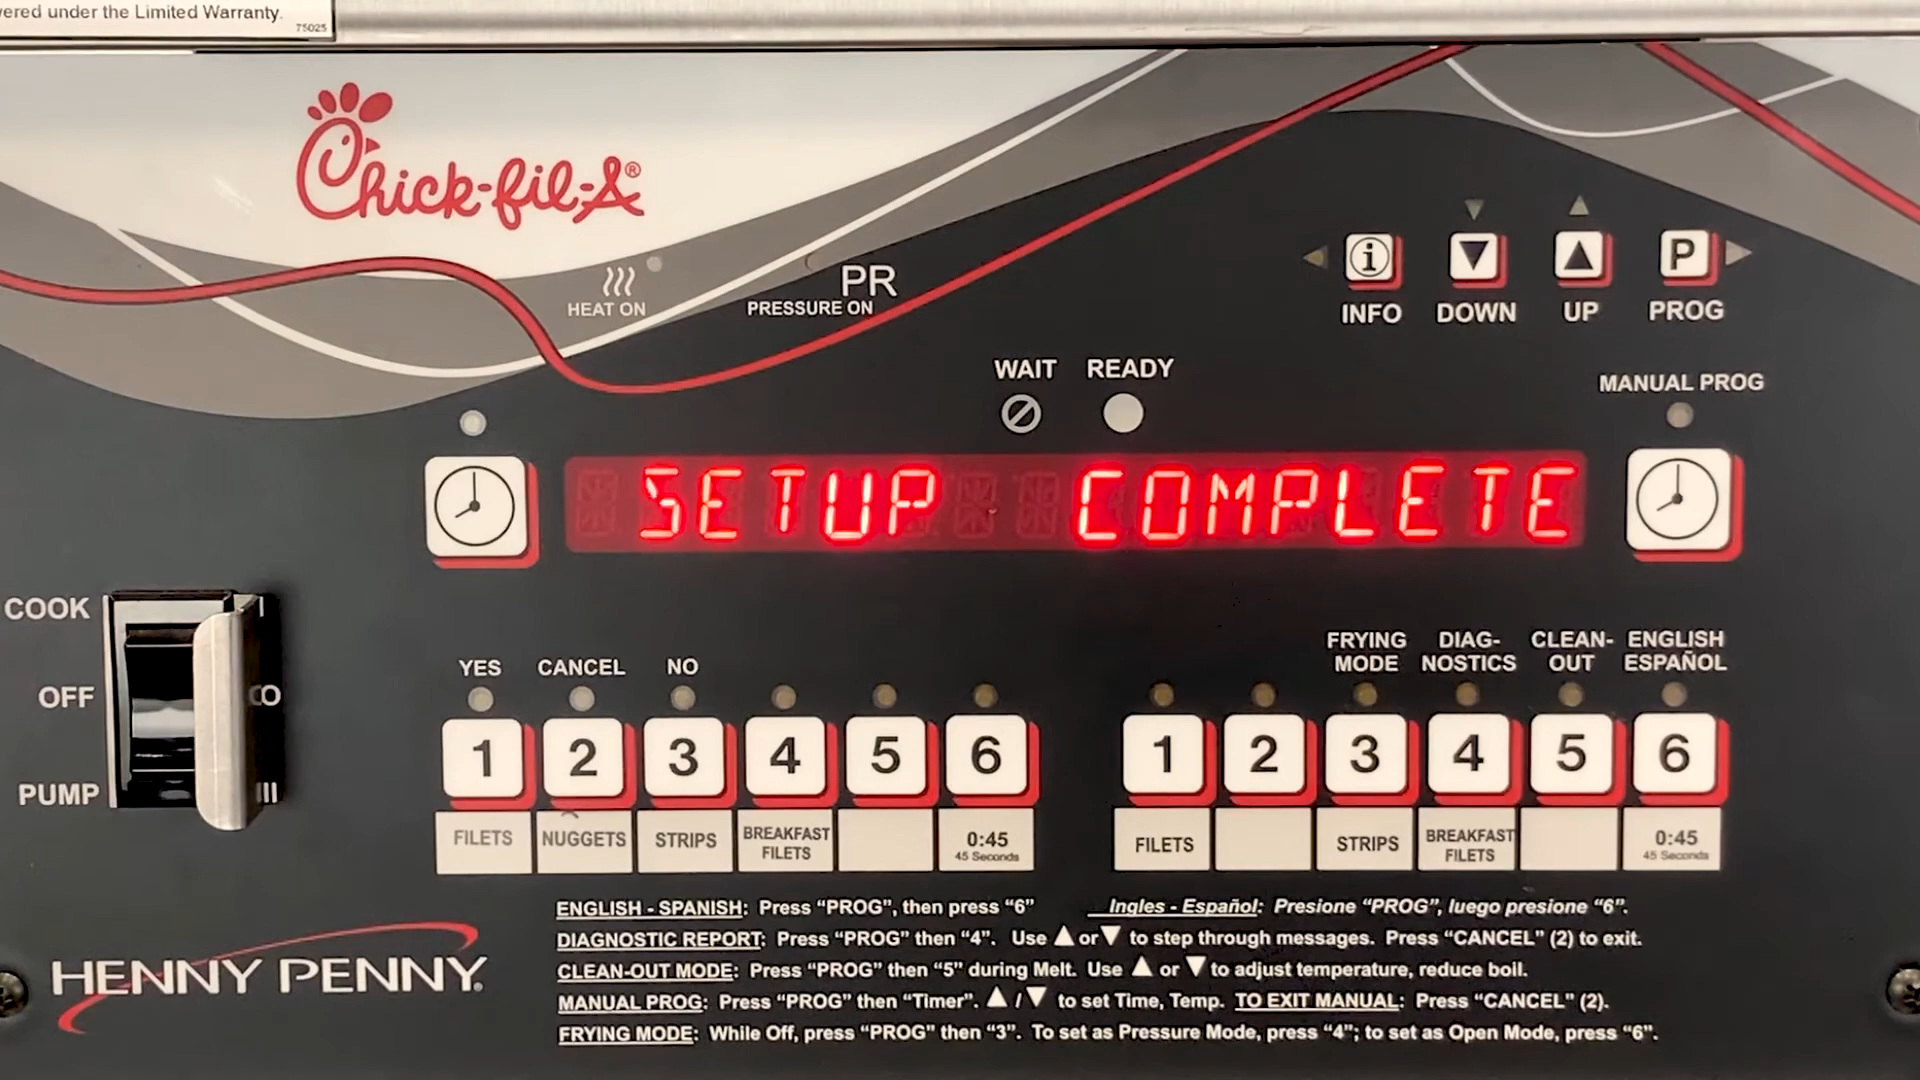 vered under the Limited Warranty.
75025
Chick-fil-A®
HEAT ON
PR
PRESSURE ON
i
P
INFO
DOWN
UP
PROG
WAIT
READY
MANUAL PROG
SETUP COMPLETE
COOK
OFF
PUMP
YES
CANCEL
NO
FRYING
MODE
DIAG-
NOSTICS
CLEAN-
OUT
ENGLISH
ESPAÑOL
1 2 3 4 5 6
1 2 3 4 5 6
FILETS
NUGGETS
STRIPS
BREAKFAST
FILETS
0:45
45 Seconds
FILETS
STRIPS
BREAKFAST
FILETS
0:45
45 Seconds
HENNY PENNY.
ENGLISH - SPANISH: Press “PROG”, then press “6”
Ingles - Español: Presione “PROG”, luego presione “6”.
DIAGNOSTIC REPORT: Press “PROG” then “4”. Use ▲ or ▼ to step through messages. Press “CANCEL” (2) to exit.
CLEAN-OUT MODE: Press “PROG” then “5” during Melt. Use ▲ or ▼ to adjust temperature, reduce boil.
MANUAL PROG: Press “PROG” then “Timer”. ▲ / ▼ to set Time, Temp. TO EXIT MANUAL: Press “CANCEL” (2).
FRYING MODE: While Off, press “PROG” then “3”. To set as Pressure Mode, press “4”; to set as Open Mode, press “6”.